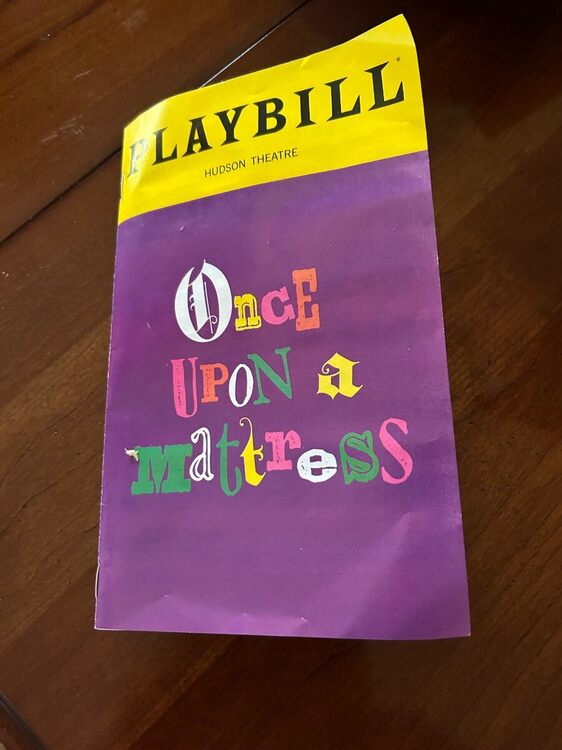 PLAYBILL®
HUDSON THEATRE
OncE
UPON a
mattress